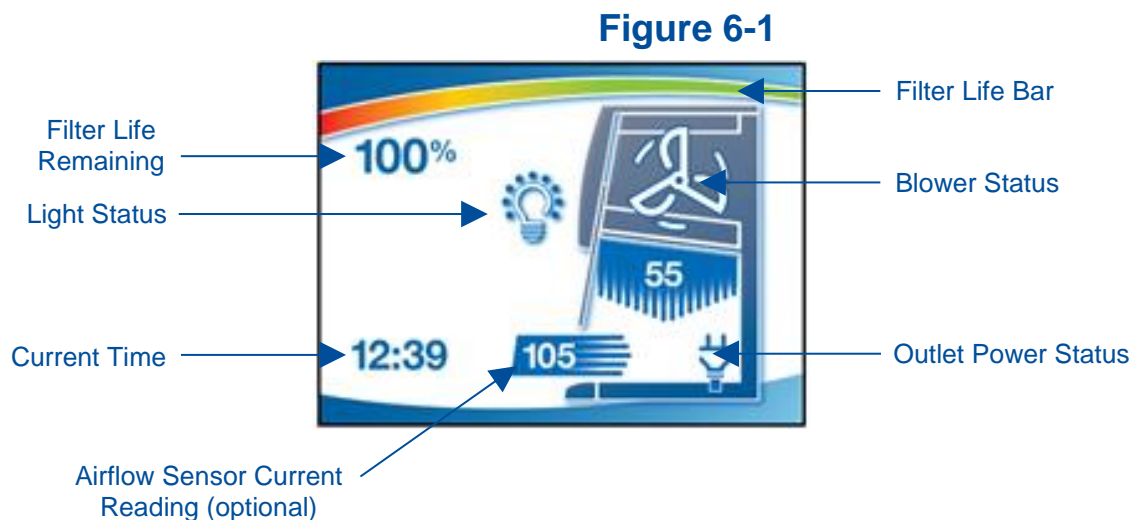 Figure 6-1
Filter Life Bar
Filter Life
Remaining
100%
Blower Status
Light Status
55
Current Time
12:39
105
Outlet Power Status
Airflow Sensor Current
Reading (optional)